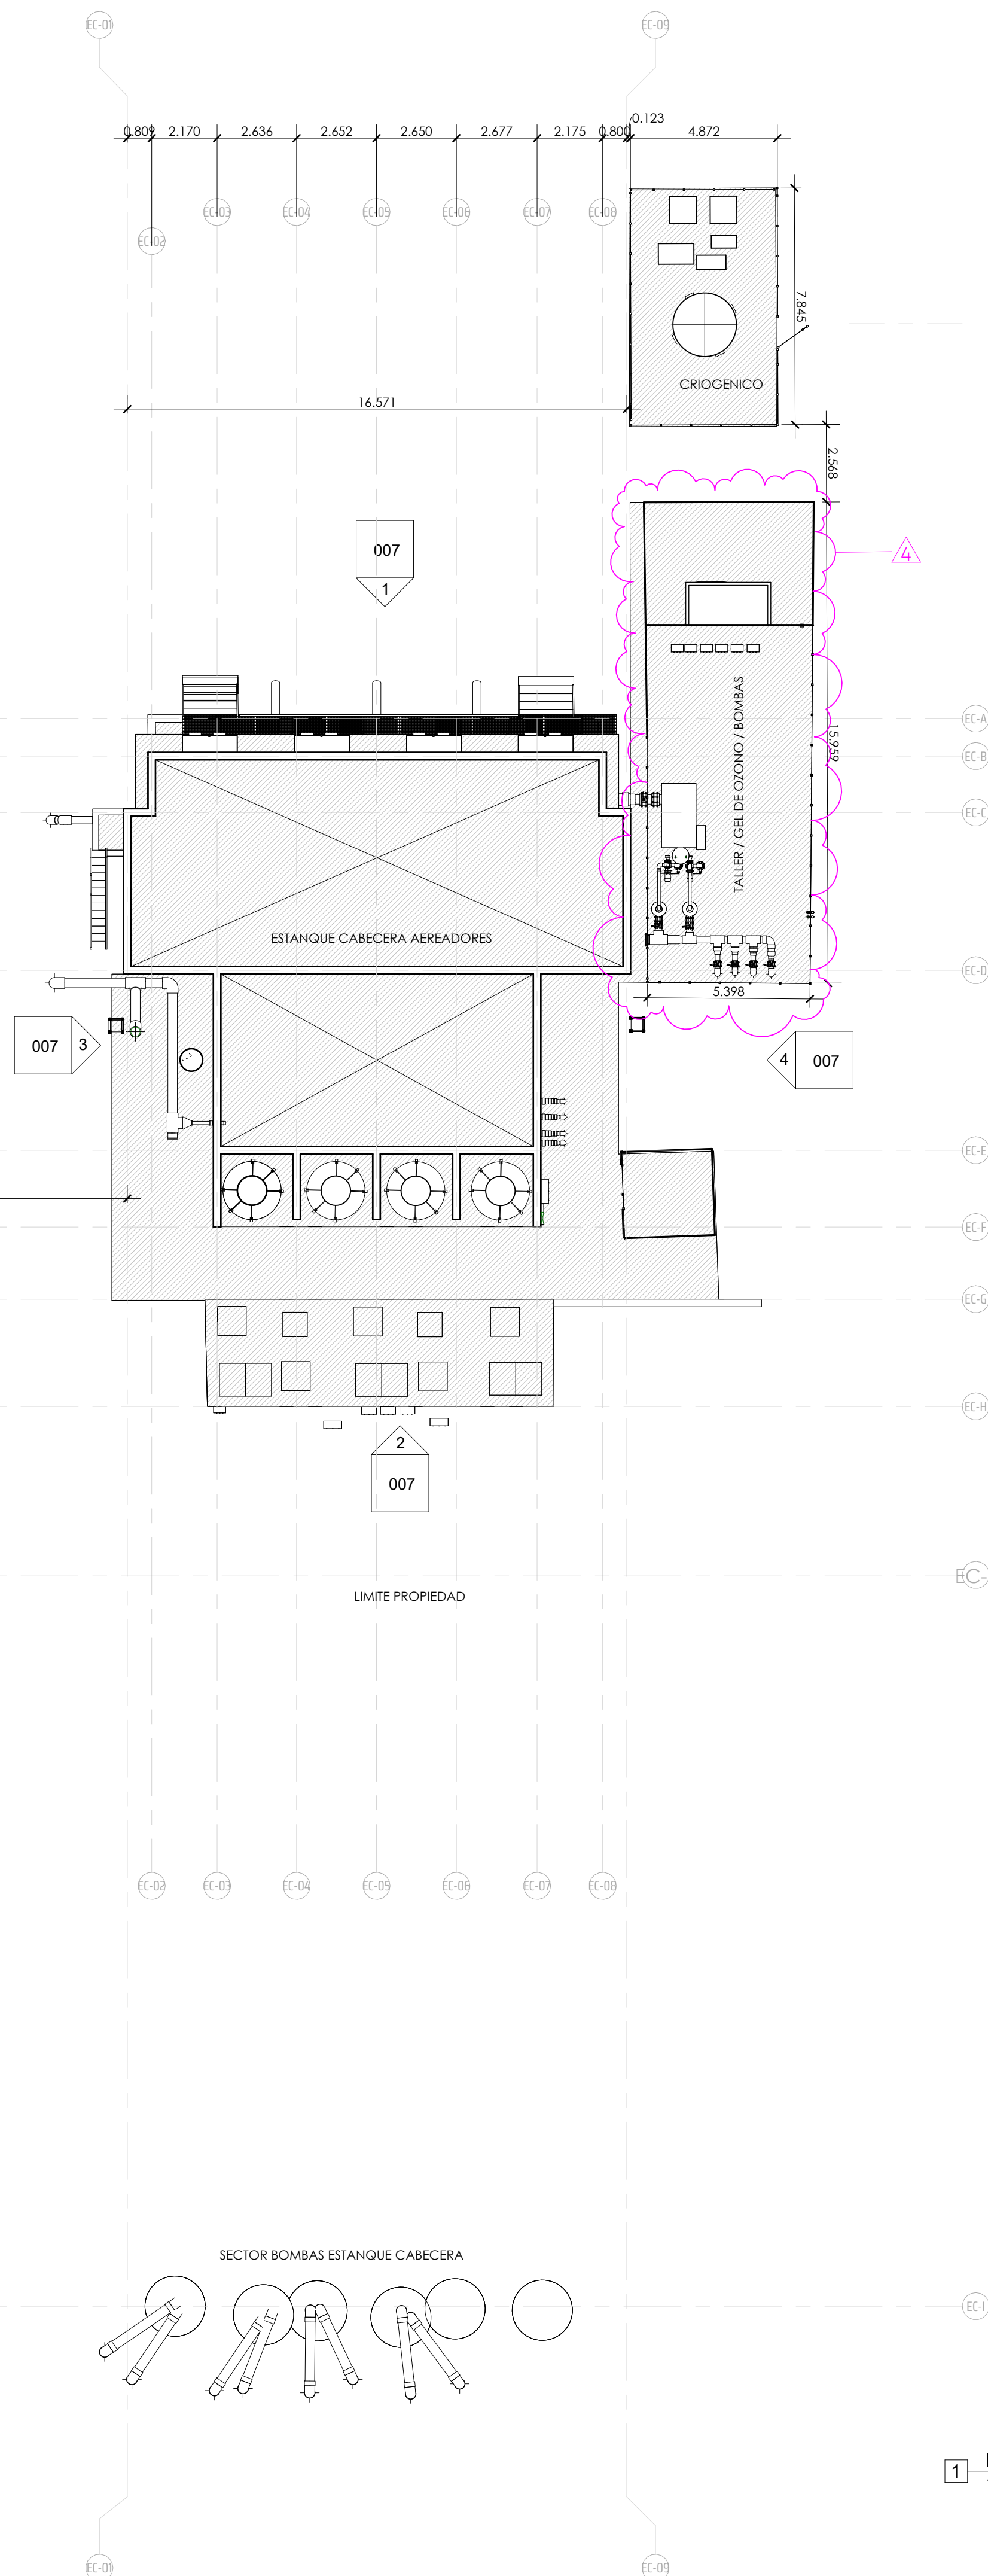 EC-01
EC-09
0.123
0.809
2.170
2.636
2.652
2.650
2.677
2.175
0.800
4.872
EC-03
EC-04
EC-05
EC-06
EC-07
EC-08
EC-02
7.845
CRIOGENICO
16.571
2.568
007
1
4
EC-A
EC-B
15.959
TALLER / GEL DE OZONO / BOMBAS
EC-C
ESTANQUE CABECERA AEREADORES
EC-D
5.398
007
3
4
007
EC-E
EC-F
EC-G
EC-H
2
007
EC-
LIMITE PROPIEDAD
EC-02
EC-03
EC-04
EC-05
EC-06
EC-07
EC-08
SECTOR BOMBAS ESTANQUE CABECERA
EC-I
1
EC-01
EC-09